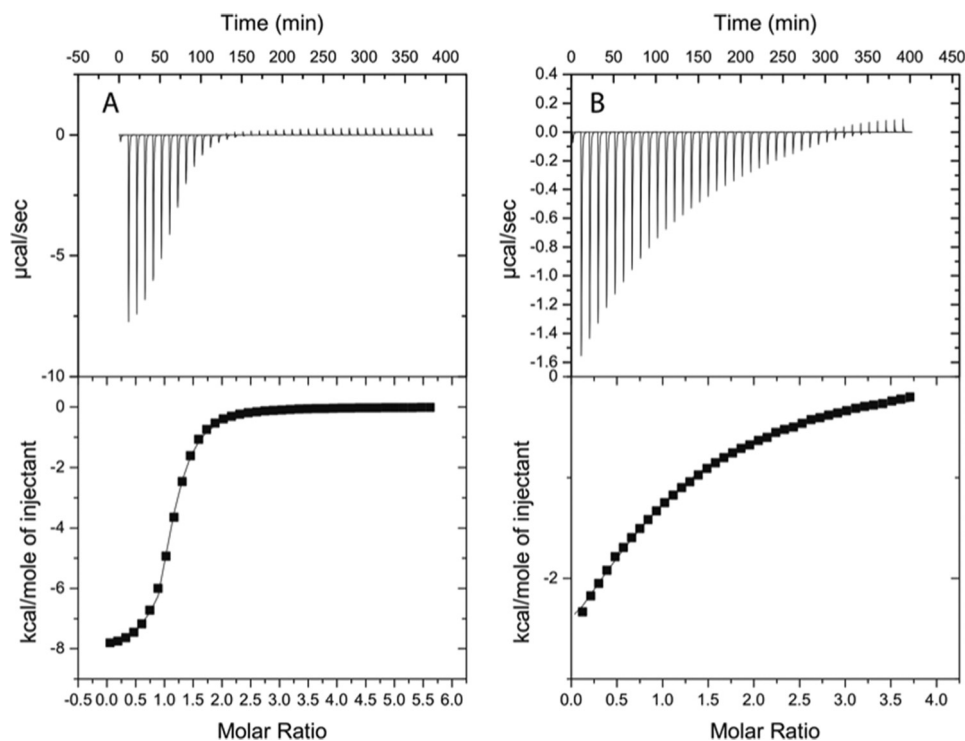 Time (min)
-50 0 50 100 150 200 250 300 350 400
A
0
-5
-10
µcal/sec
0
-2
-4
-6
-8
kcal/mole of injectant
-0.5 0.0 0.5 1.0 1.5 2.0 2.5 3.0 3.5 4.0 4.5 5.0 5.5 6.0
Molar Ratio
Time (min)
0 50 100 150 200 250 300 350 400 450
B
0.4
0.2
0.0
-0.2
-0.4
-0.6
-0.8
-1.0
-1.2
-1.4
-1.6
µcal/sec
0
-2
kcal/mole of injectant
0.0 0.5 1.0 1.5 2.0 2.5 3.0 3.5 4.0
Molar Ratio